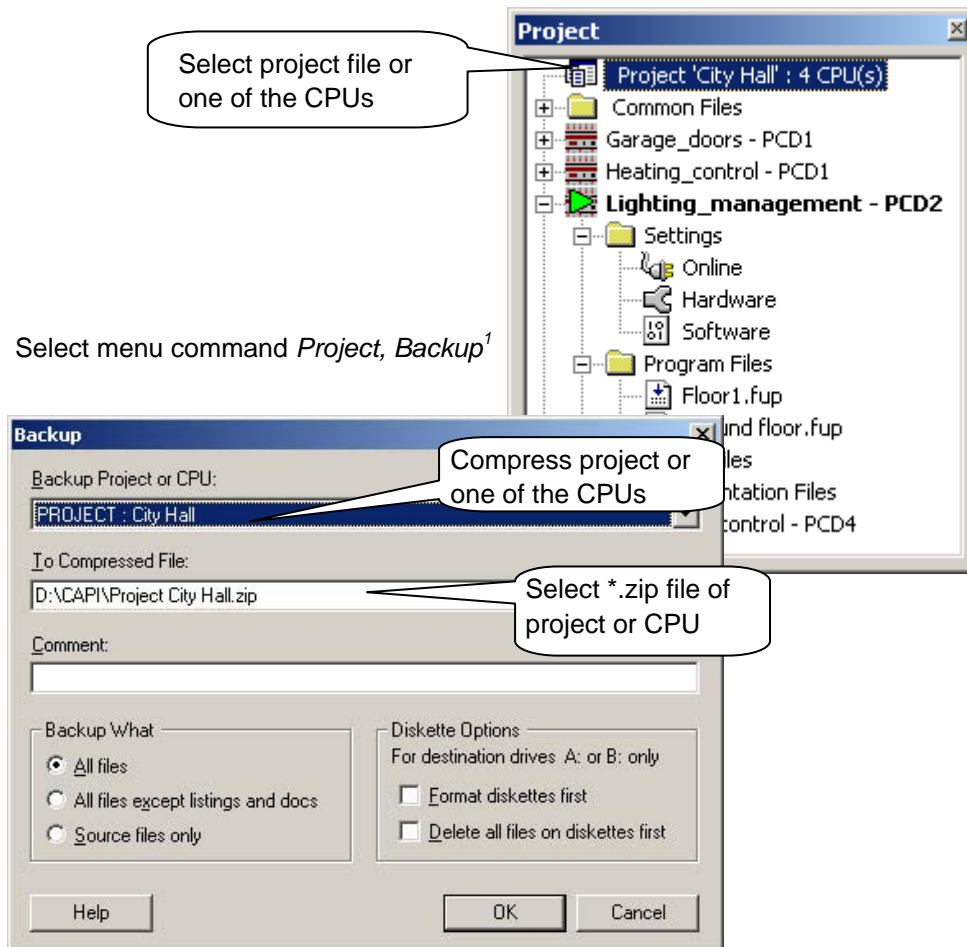 Project
Select project file or
one of the CPUs
Project 'City Hall' : 4 CPU(s)
Common Files
Garage_doors - PCD1
Heating_control - PCD1
Lighting_management - PCD2
Settings
Online
Hardware
Software
Program Files
Floor1.fup
und floor.fup
les
ntation Files
control - PCD4
Select menu command Project, Backup1
Backup
Backup Project or CPU:
PROJECT : City Hall
Compress project or
one of the CPUs
To Compressed File:
D:\CAPI\Project City Hall.zip
Select *.zip file of
project or CPU
Comment:
Backup What
All files
All files except listings and docs
Source files only
Diskette Options
For destination drives A: or B: only
Format diskettes first
Delete all files on diskettes first
Help
OK
Cancel